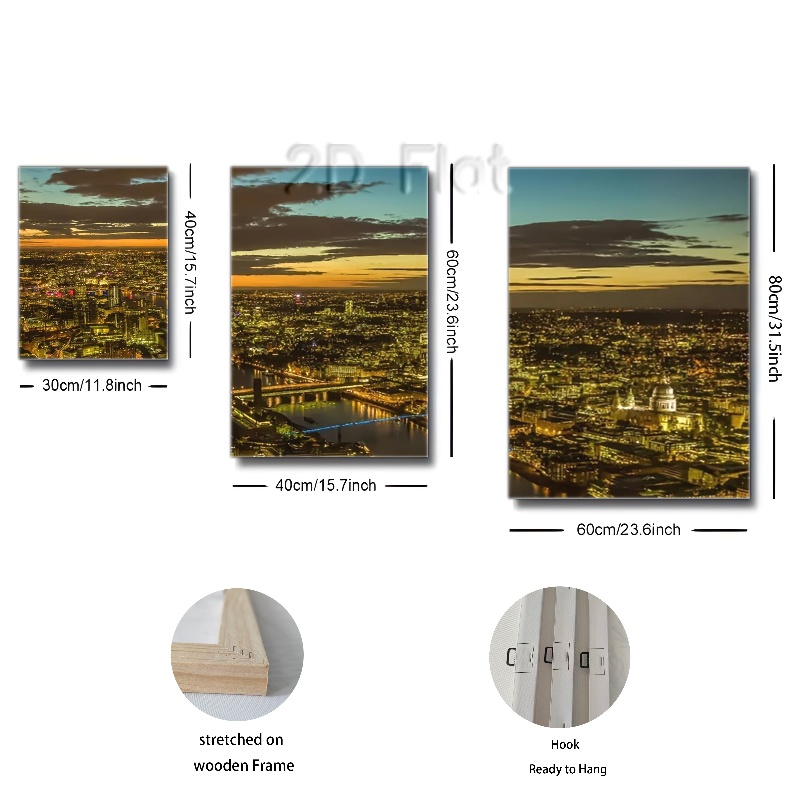 2D Flat
40cm/15.7inch
60cm/23.6inch
80cm/31.5inch
30cm/11.8inch
40cm/15.7inch
60cm/23.6inch
stretched on
wooden Frame
Hook
Ready to Hang